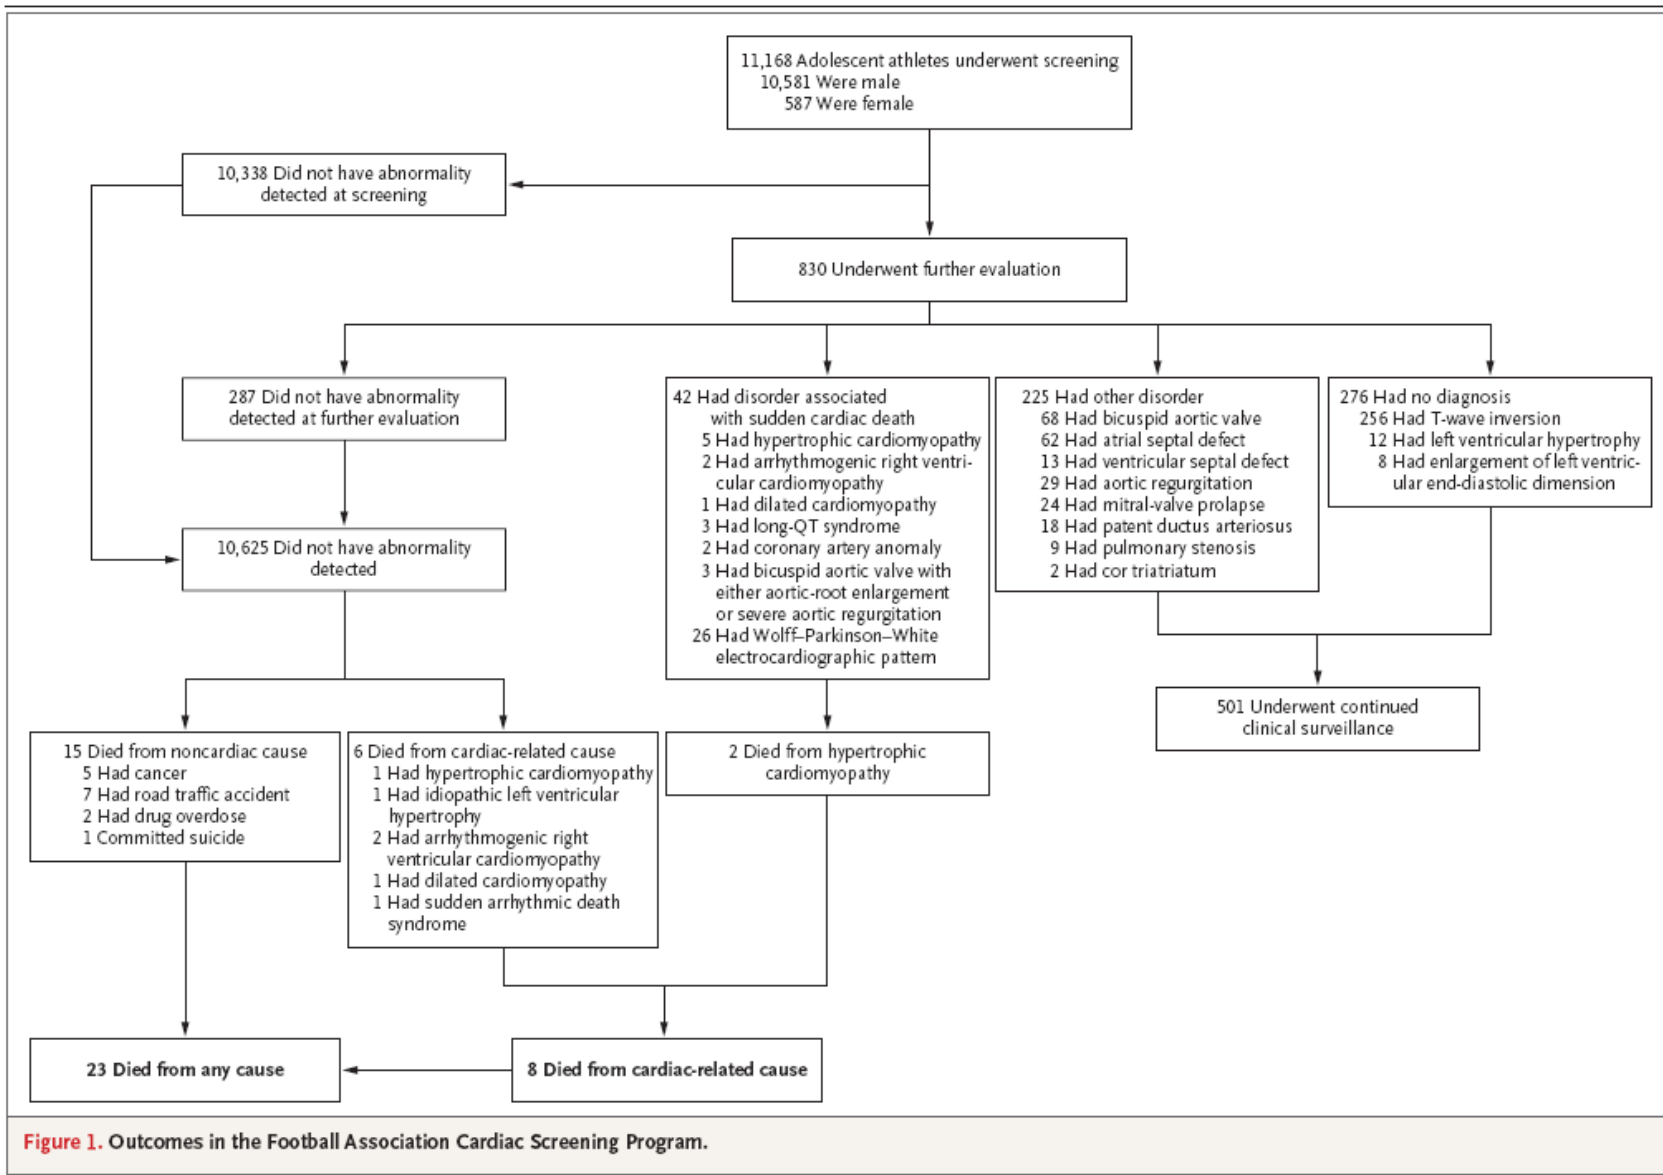 11,168 Adolescent athletes underwent screening
10,581 Were male
587 Were female
10,338 Did not have abnormality
detected at screening
830 Underwent further evaluation
287 Did not have abnormality
detected at further evaluation
42 Had disorder associated
with sudden cardiac death
5 Had hypertrophic cardiomyopathy
2 Had arrhythmogenic right ventri-
cular cardiomyopathy
1 Had dilated cardiomyopathy
3 Had long-QT syndrome
2 Had coronary artery anomaly
3 Had bicuspid aortic valve with
either aortic-root enlargement
or severe aortic regurgitation
26 Had Wolff–Parkinson–White
electrocardiographic pattern
225 Had other disorder
68 Had bicuspid aortic valve
62 Had atrial septal defect
13 Had ventricular septal defect
29 Had aortic regurgitation
24 Had mitral-valve prolapse
18 Had patent ductus arteriosus
9 Had pulmonary stenosis
2 Had cor triatriatum
276 Had no diagnosis
256 Had T-wave inversion
12 Had left ventricular hypertrophy
8 Had enlargement of left ventric-
ular end-diastolic dimension
10,625 Did not have abnormality
detected
501 Underwent continued
clinical surveillance
15 Died from noncardiac cause
5 Had cancer
7 Had road traffic accident
2 Had drug overdose
1 Committed suicide
6 Died from cardiac-related cause
1 Had hypertrophic cardiomyopathy
1 Had idiopathic left ventricular
hypertrophy
2 Had arrhythmogenic right
ventricular cardiomyopathy
1 Had dilated cardiomyopathy
1 Had sudden arrhythmic death
syndrome
2 Died from hypertrophic
cardiomyopathy
23 Died from any cause
8 Died from cardiac-related cause
Figure 1. Outcomes in the Football Association Cardiac Screening Program.